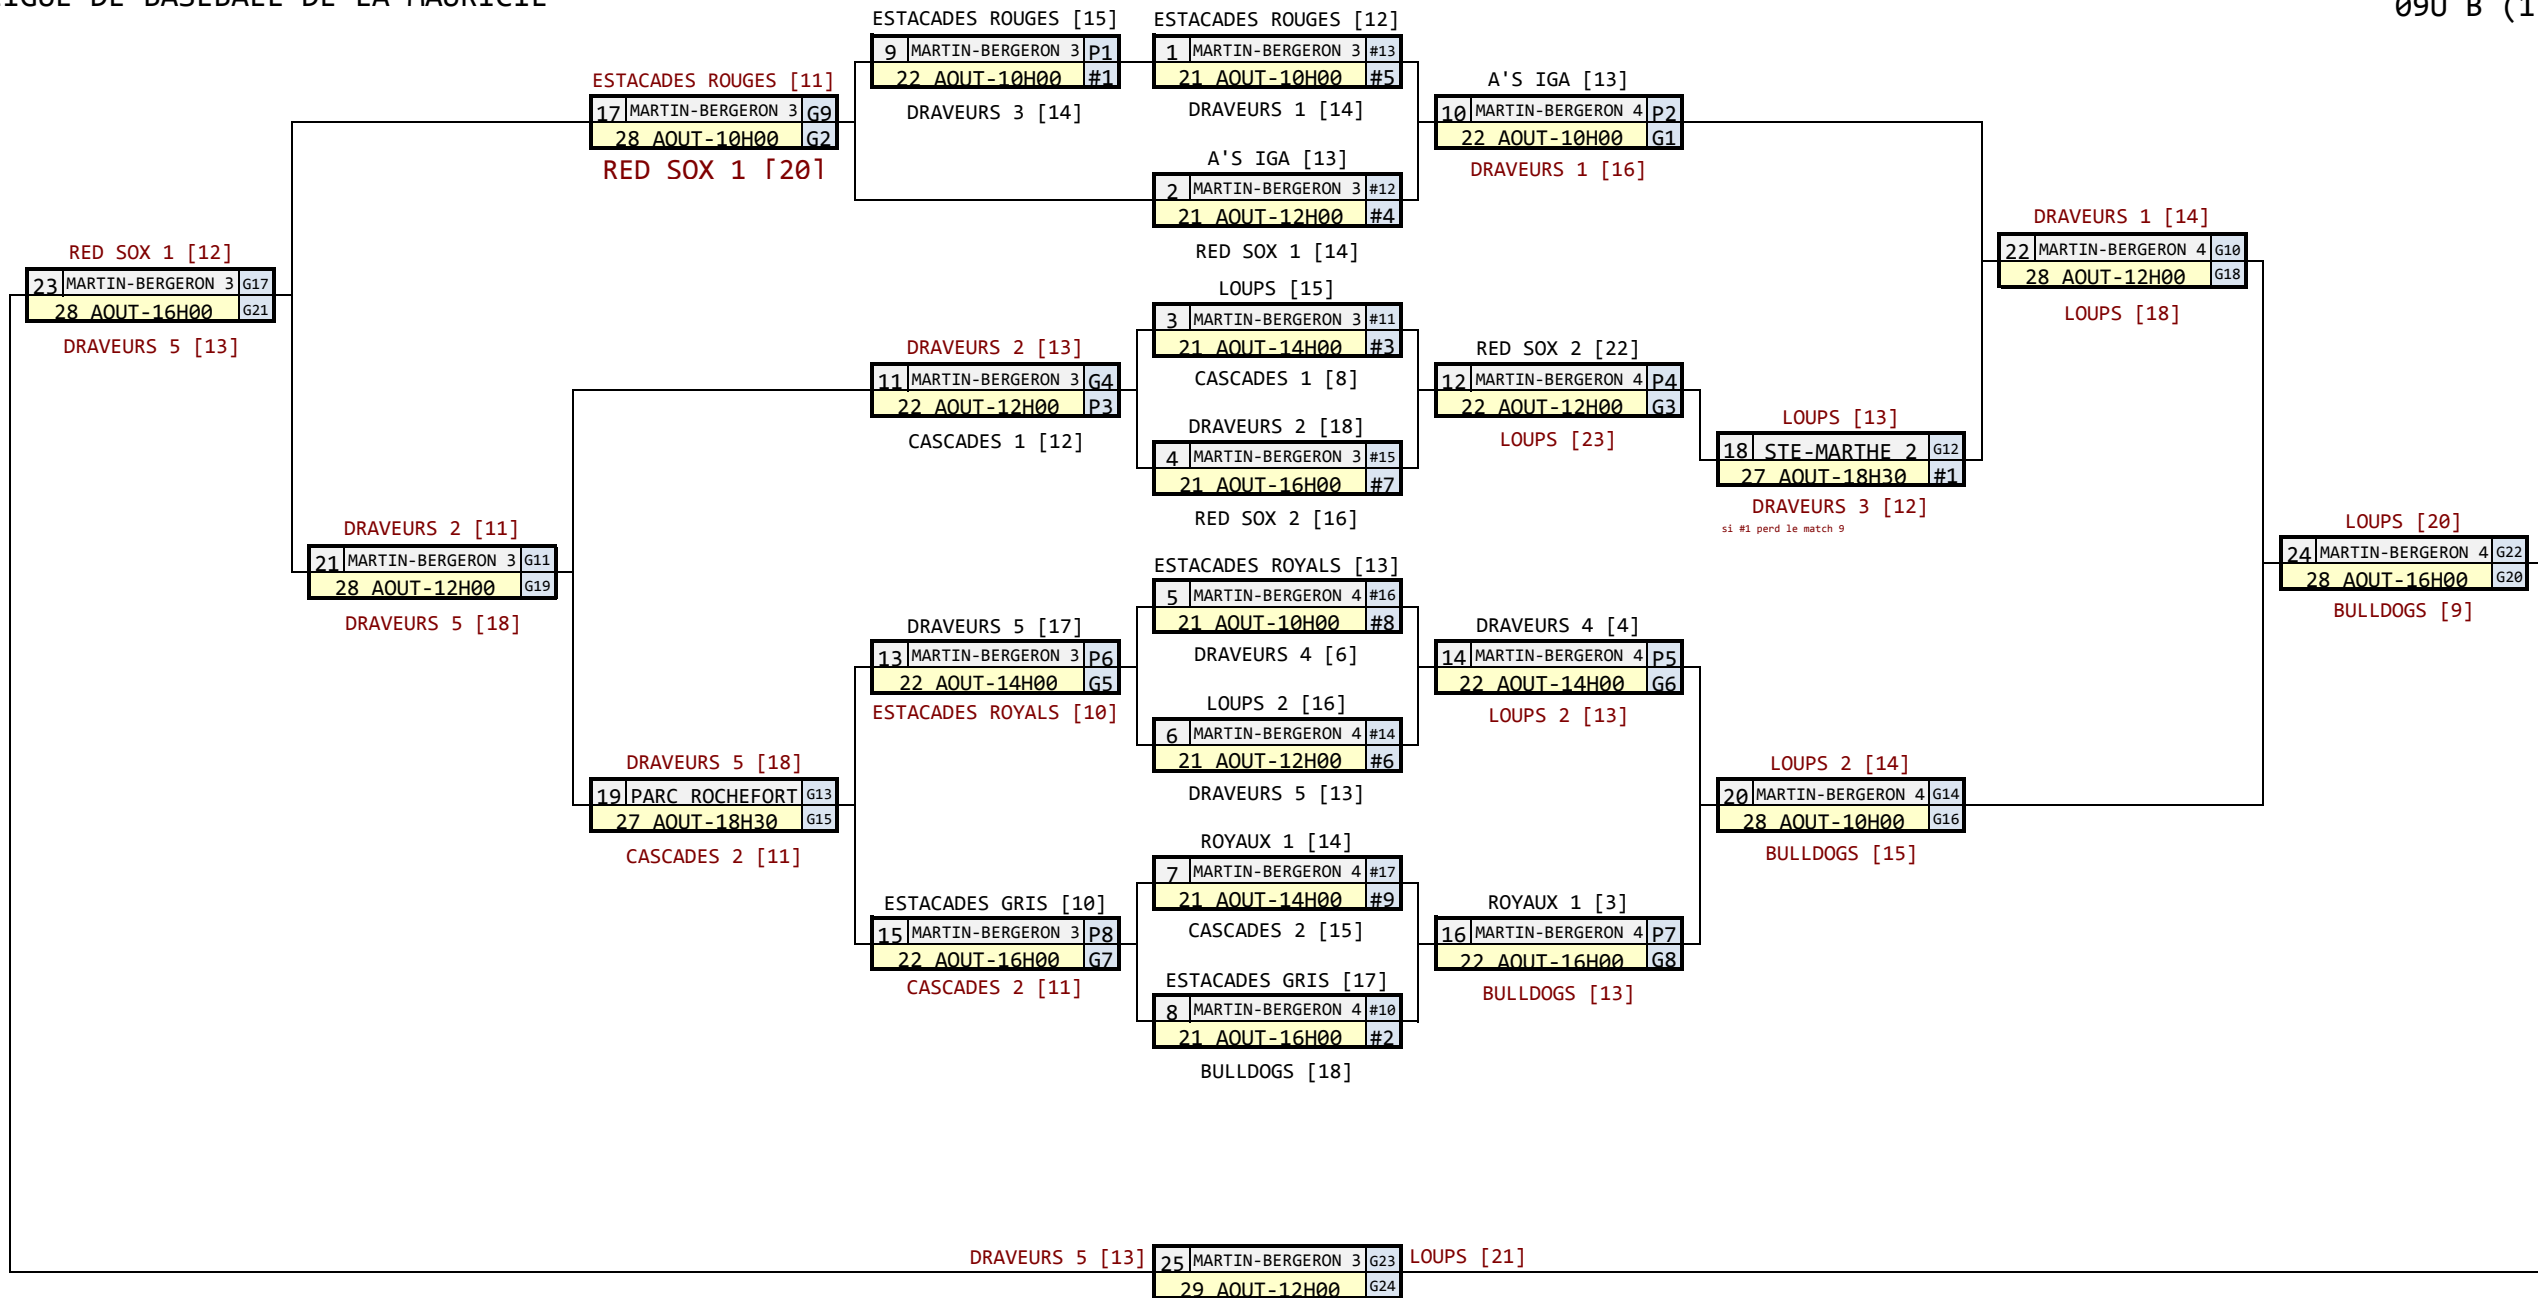 IGUE DE BASEBALL DE LA MAURICIE
09U B (1
ESTACADES ROUGES [15]
9 MARTIN-BERGERON 3 P1
22 AOUT-10H00 #1
DRAVEURS 3 [14]
ESTACADES ROUGES [12]
1 MARTIN-BERGERON 3 #13
21 AOUT-10H00 #5
DRAVEURS 1 [14]
ESTACADES ROUGES [11]
17 MARTIN-BERGERON 3 G9
28 AOUT-10H00 G2
RED SOX 1 [20]
A'S IGA [13]
10 MARTIN-BERGERON 4 P2
22 AOUT-10H00 G1
DRAVEURS 1 [16]
A'S IGA [13]
2 MARTIN-BERGERON 3 #12
21 AOUT-12H00 #4
RED SOX 1 [14]
DRAVEURS 1 [14]
22 MARTIN-BERGERON 4 G10
28 AOUT-12H00 G18
LOUPS [18]
RED SOX 1 [12]
23 MARTIN-BERGERON 3 G17
28 AOUT-16H00 G21
DRAVEURS 5 [13]
LOUPS [15]
3 MARTIN-BERGERON 3 #11
21 AOUT-14H00 #3
CASCADES 1 [8]
DRAVEURS 2 [13]
11 MARTIN-BERGERON 3 G4
22 AOUT-12H00 P3
CASCADES 1 [12]
RED SOX 2 [22]
12 MARTIN-BERGERON 4 P4
22 AOUT-12H00 G3
LOUPS [23]
DRAVEURS 2 [18]
4 MARTIN-BERGERON 3 #15
21 AOUT-16H00 #7
RED SOX 2 [16]
LOUPS [13]
18 STE-MARTHE 2 G12
27 AOUT-18H30 #1
DRAVEURS 3 [12]
si #1 perd le match 9
DRAVEURS 2 [11]
21 MARTIN-BERGERON 3 G11
28 AOUT-12H00 G19
DRAVEURS 5 [18]
LOUPS [20]
24 MARTIN-BERGERON 4 G22
28 AOUT-16H00 G20
BULLDOGS [9]
ESTACADES ROYALS [13]
5 MARTIN-BERGERON 4 #16
21 AOUT-10H00 #8
DRAVEURS 4 [6]
DRAVEURS 5 [17]
13 MARTIN-BERGERON 3 P6
22 AOUT-14H00 G5
ESTACADES ROYALS [10]
DRAVEURS 4 [4]
14 MARTIN-BERGERON 4 P5
22 AOUT-14H00 G6
LOUPS 2 [13]
LOUPS 2 [16]
6 MARTIN-BERGERON 4 #14
21 AOUT-12H00 #6
DRAVEURS 5 [13]
DRAVEURS 5 [18]
19 PARC ROCHEFORT G13
27 AOUT-18H30 G15
CASCADES 2 [11]
LOUPS 2 [14]
20 MARTIN-BERGERON 4 G14
28 AOUT-10H00 G16
BULLDOGS [15]
ROYAUX 1 [14]
7 MARTIN-BERGERON 4 #17
21 AOUT-14H00 #9
CASCADES 2 [15]
ESTACADES GRIS [10]
15 MARTIN-BERGERON 3 P8
22 AOUT-16H00 G7
CASCADES 2 [11]
ROYAUX 1 [3]
16 MARTIN-BERGERON 4 P7
22 AOUT-16H00 G8
BULLDOGS [13]
ESTACADES GRIS [17]
8 MARTIN-BERGERON 4 #10
21 AOUT-16H00 #2
BULLDOGS [18]
DRAVEURS 5 [13]
25 MARTIN-BERGERON 3 G23
29 AOUT-12H00 G24
LOUPS [21]